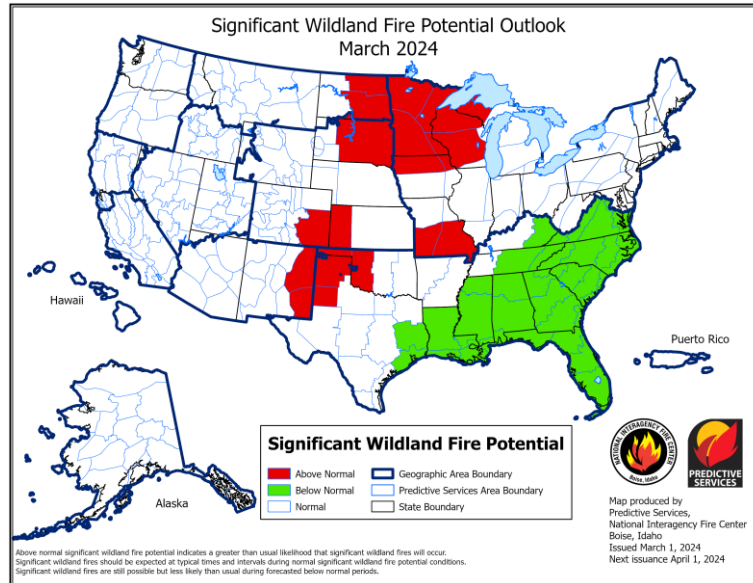 Significant Wildland Fire Potential Outlook
March 2024
Hawaii
Puerto Rico
Alaska
Significant Wildland Fire Potential
Above Normal
Geographic Area Boundary
Below Normal
Predictive Services Area Boundary
Normal
State Boundary
NATIONAL INTERAGENCY FIRE CENTER
Boise, Idaho
PREDICTIVE
SERVICES
Map produced by
Predictive Services,
National Interagency Fire Center
Boise, Idaho
Issued March 1, 2024
Next issuance April 1, 2024
Above normal significant wildland fire potential indicates a greater than usual likelihood that significant wildland fires will occur.
Significant wildland fires should be expected at typical times and intervals during normal significant wildland fire potential conditions.
Significant wildland fires are still possible but less likely than usual during forecasted below normal periods.